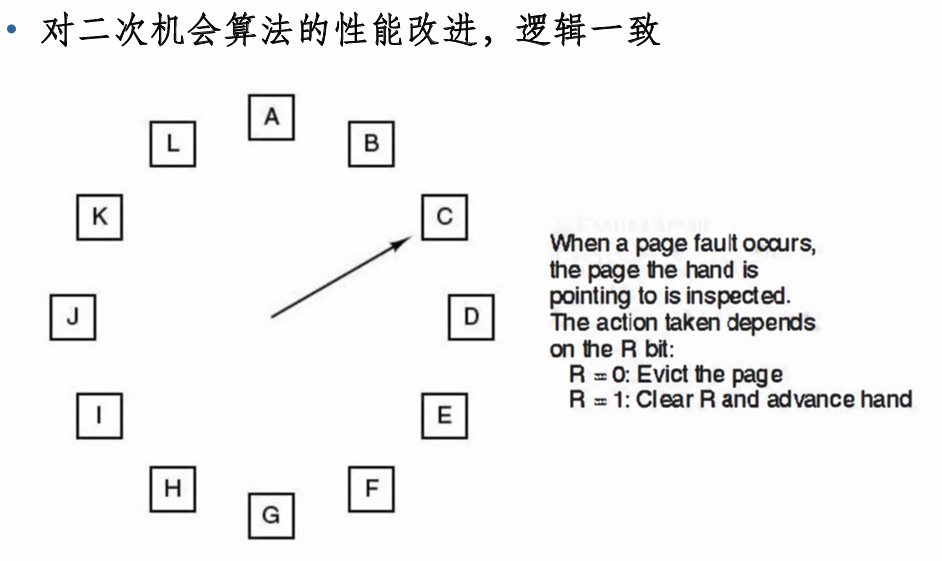 • 对二次机会算法的性能改进，逻辑一致
A
L
B
K
C
J
D
I
E
H
F
G
When a page fault occurs,
the page the hand is
pointing to is inspected.
The action taken depends
on the R bit:
R = 0: Evict the page
R = 1: Clear R and advance hand